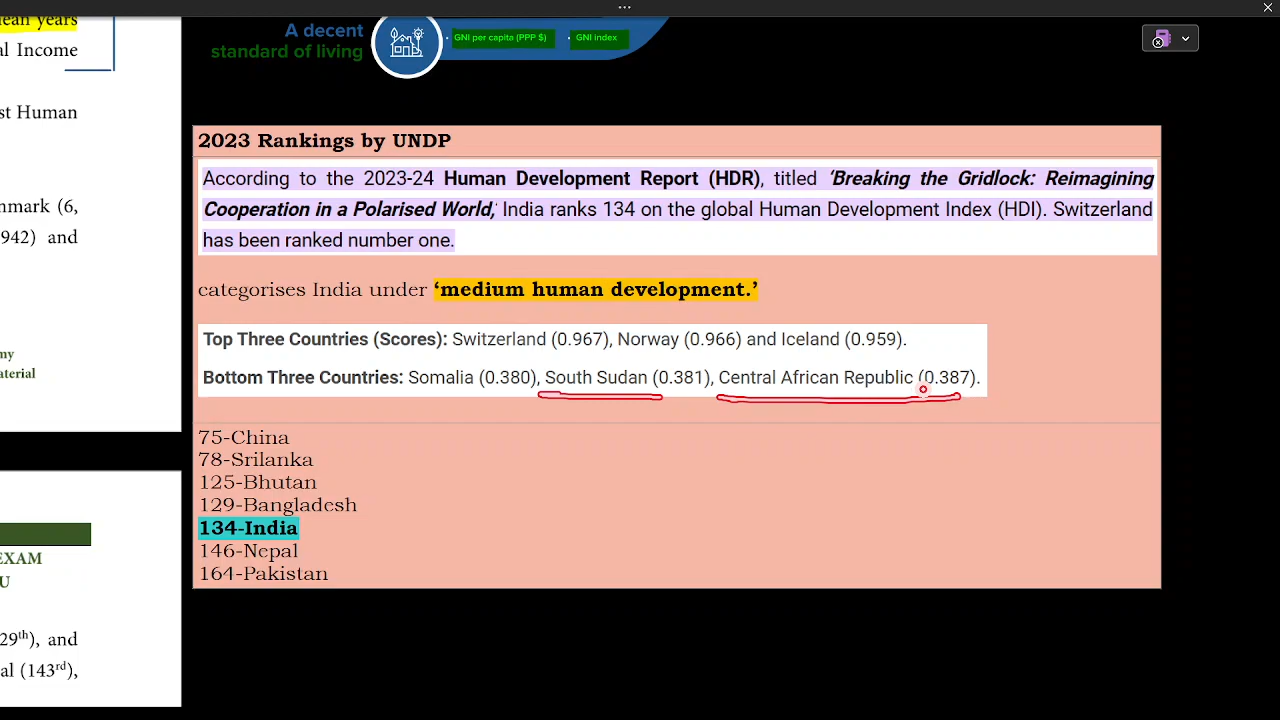 ean years
al Income
st Human
nmark (6,
942) and
my
aterial
EXAM
U
29th), and
al (143rd),
A decent
standard of living
· GNI per capita (PPP $)
· GNI index
2023 Rankings by UNDP
According to the 2023-24 Human Development Report (HDR), titled ‘Breaking the Gridlock: Reimagining
Cooperation in a Polarised World,’ India ranks 134 on the global Human Development Index (HDI). Switzerland
has been ranked number one.
categorises India under ‘medium human development.’
Top Three Countries (Scores): Switzerland (0.967), Norway (0.966) and Iceland (0.959).
Bottom Three Countries: Somalia (0.380), South Sudan (0.381), Central African Republic (0.387).
75-China
78-Srilanka
125-Bhutan
129-Bangladesh
134-India
146-Nepal
164-Pakistan